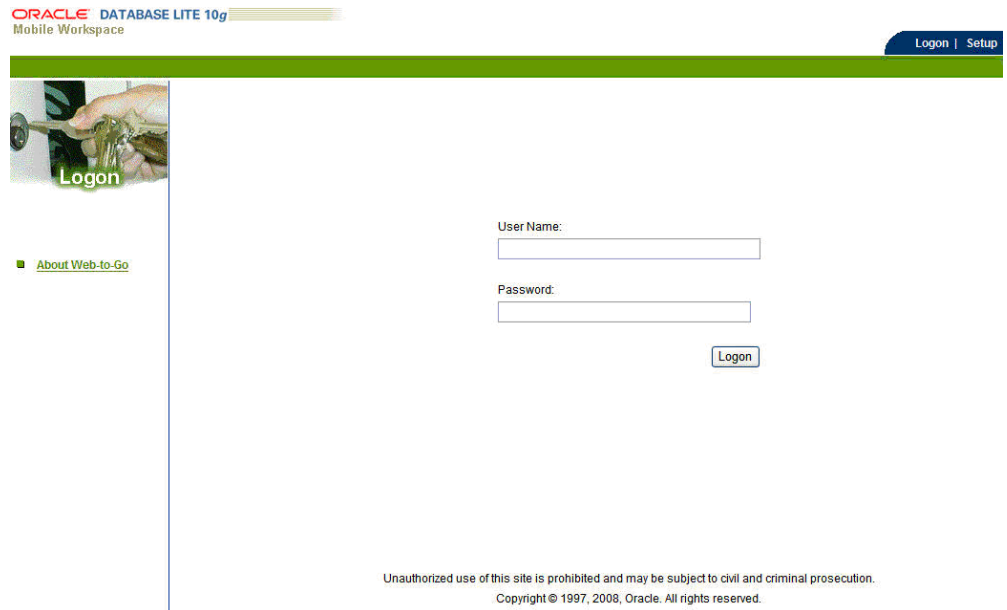 ORACLE DATABASE LITE 10g
Mobile Workspace
Logon | Setup
Logon
About Web-to-Go
User Name:
Password:
Logon
Unauthorized use of this site is prohibited and may be subject to civil and criminal prosecution.
Copyright © 1997, 2008, Oracle. All rights reserved.